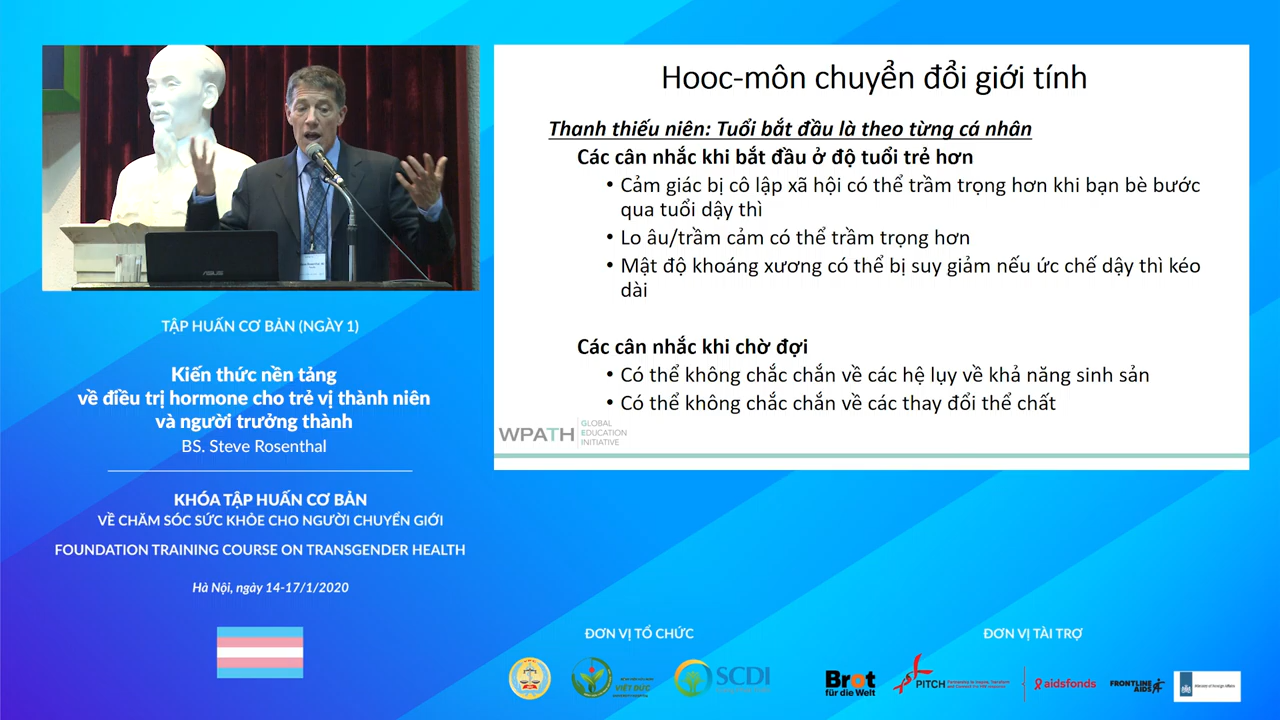 ASUS
TẬP HUẤN CƠ BẢN (NGÀY 1)
Kiến thức nền tảng
về điều trị hormone cho trẻ vị thành niên
và người trưởng thành
BS. Steve Rosenthal
KHÓA TẬP HUẤN CƠ BẢN
VỀ CHĂM SÓC SỨC KHỎE CHO NGƯỜI CHUYỂN GIỚI
FOUNDATION TRAINING COURSE ON TRANSGENDER HEALTH
Hà Nội, ngày 14-17/1/2020
Hooc-môn chuyển đổi giới tính
Thanh thiếu niên: Tuổi bắt đầu là theo từng cá nhân
Các cân nhắc khi bắt đầu ở độ tuổi trẻ hơn
• Cảm giác bị cô lập xã hội có thể trầm trọng hơn khi bạn bè bước
qua tuổi dậy thì
• Lo âu/trầm cảm có thể trầm trọng hơn
• Mật độ khoáng xương có thể bị suy giảm nếu ức chế dậy thì kéo
dài
Các cân nhắc khi chờ đợi
• Có thể không chắc chắn về các hệ lụy về khả năng sinh sản
• Có thể không chắc chắn về các thay đổi thể chất
WPATH
GLOBAL
EDUCATION
INITIATIVE
ĐƠN VỊ TỔ CHỨC
VIỆT ĐỨC
SCDI
ĐƠN VỊ TÀI TRỢ
Brot
für die Welt
PITCH
aidsfonds
FRONTLINE
AIDS
Ministry of Foreign Affairs